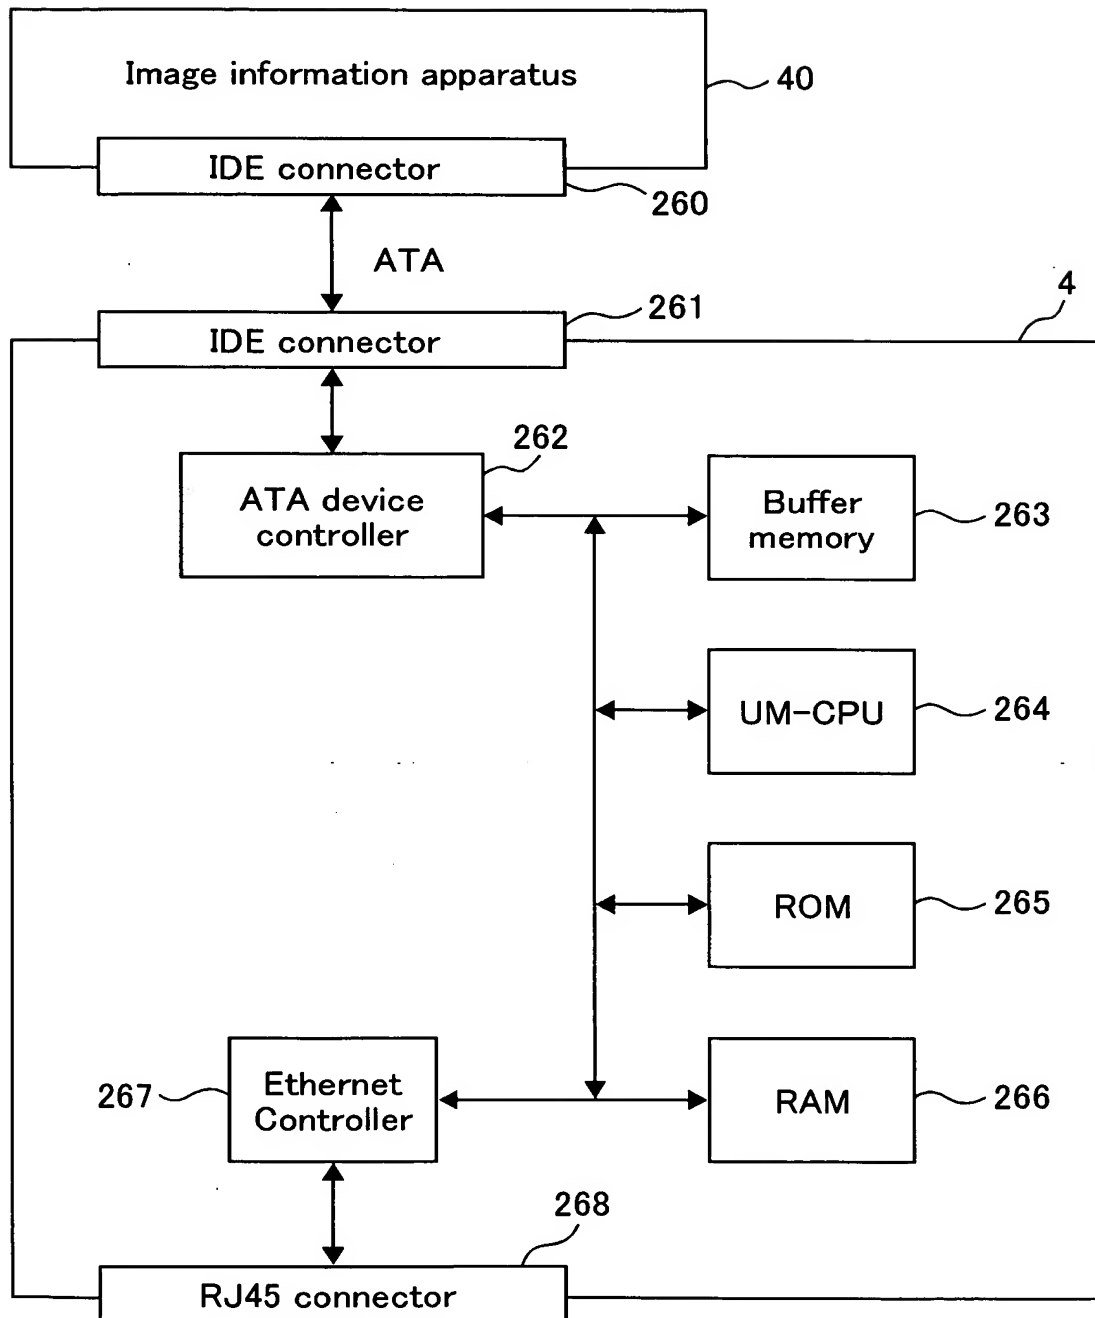 Image information apparatus
40
IDE connector
260
ATA
261
4
IDE connector
262
ATA device
controller
Buffer
memory
263
UM-CPU
264
ROM
265
267
Ethernet
Controller
RAM
266
268
RJ45 connector